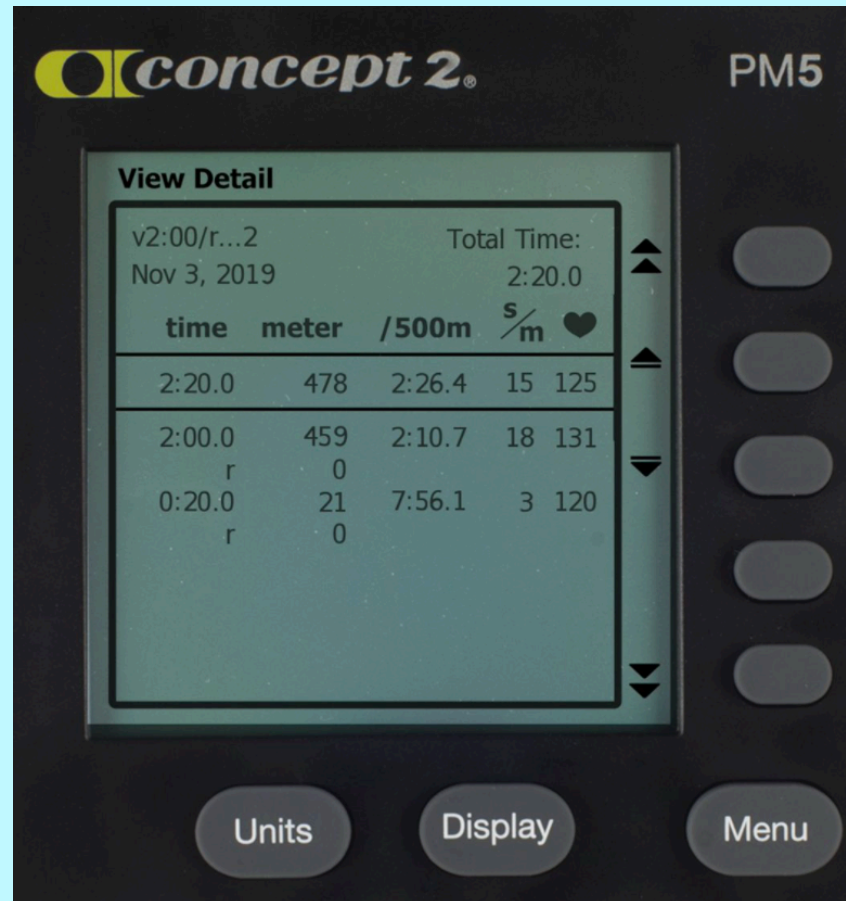 concept 2® PM5
View Detail
v2:00/r...2 Total Time:
Nov 3, 2019 2:20.0
time meter /500m s/m
2:20.0 478 2:26.4 15 125
2:00.0 459 2:10.7 18 131
r 0
0:20.0 21 7:56.1 3 120
r 0
Units Display Menu